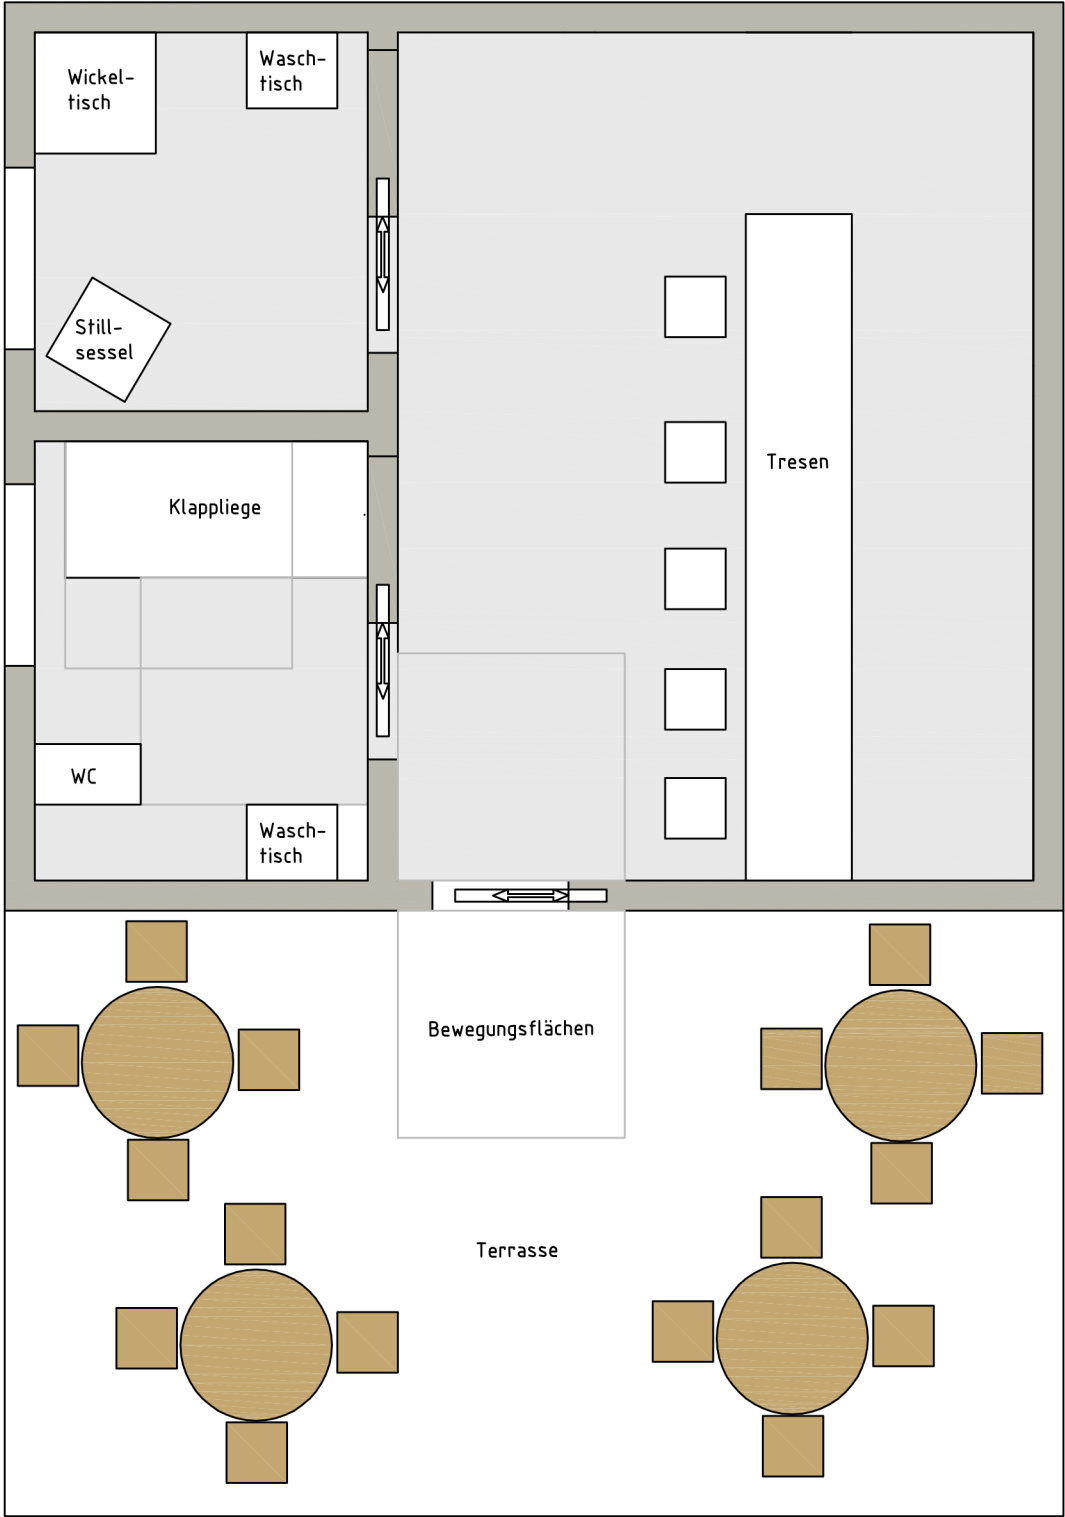 Wickel-
tisch
Wasch-
tisch
Still-
sessel
Tresen
Klappliege
WC
Wasch-
tisch
Bewegungsflächen
Terrasse